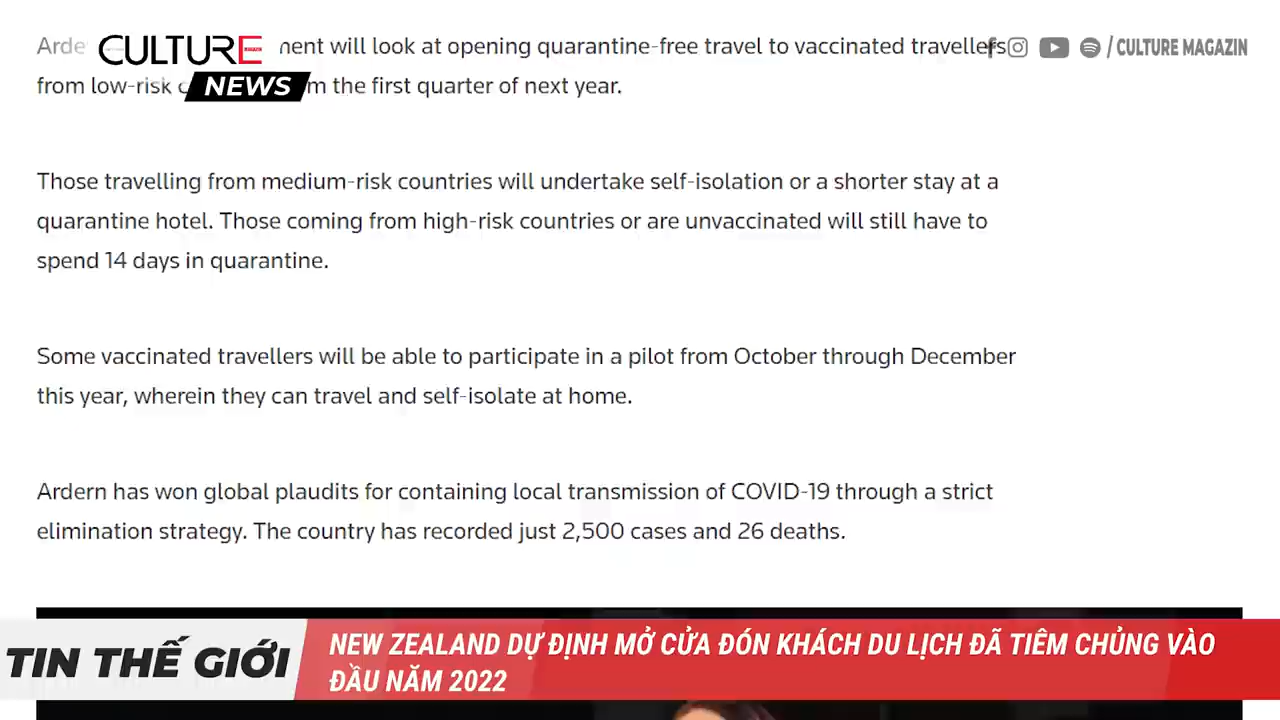 CULTURE
NEWS
/ CULTURE MAGAZIN
Arde ment will look at opening quarantine-free travel to vaccinated travellers
from low-risk c m the first quarter of next year.
Those travelling from medium-risk countries will undertake self-isolation or a shorter stay at a
quarantine hotel. Those coming from high-risk countries or are unvaccinated will still have to
spend 14 days in quarantine.
Some vaccinated travellers will be able to participate in a pilot from October through December
this year, wherein they can travel and self-isolate at home.
Ardern has won global plaudits for containing local transmission of COVID-19 through a strict
elimination strategy. The country has recorded just 2,500 cases and 26 deaths.
TIN THẾ GIỚI
NEW ZEALAND DỰ ĐỊNH MỞ CỬA ĐÓN KHÁCH DU LỊCH ĐÃ TIÊM CHỦNG VÀO
ĐẦU NĂM 2022